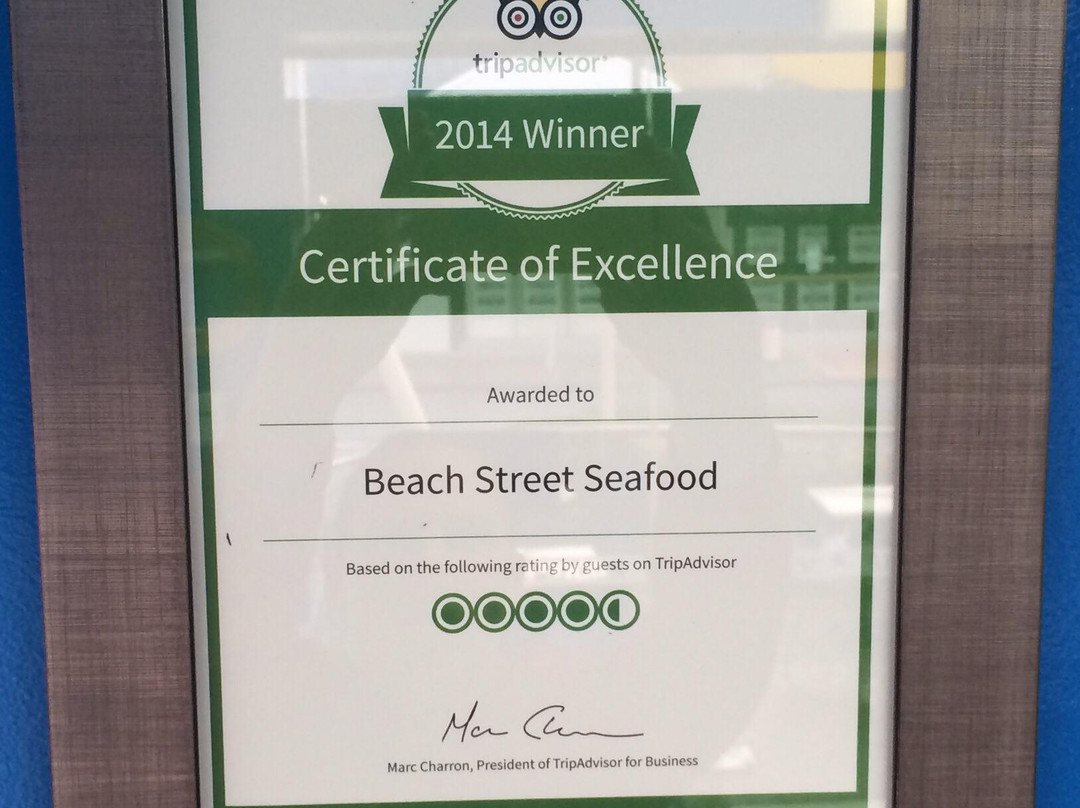 tripadvisor®
2014 Winner
Certificate of Excellence
Awarded to
Beach Street Seafood
Based on the following rating by guests on TripAdvisor
Marc Charron, President of TripAdvisor for Business